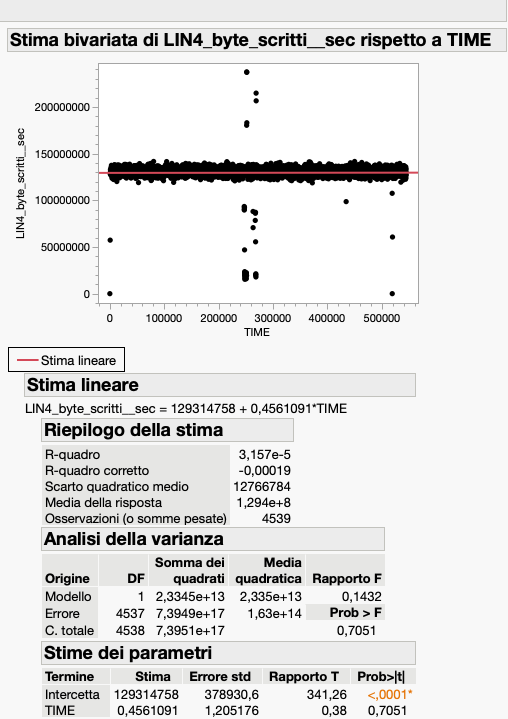 Stima bivariata di LIN4_byte_scritti__sec rispetto a TIME
LIN4_byte_scritti__sec
200000000
150000000
100000000
50000000
0
0 100000 200000 300000 400000 500000
TIME
Stima lineare
Stima lineare
LIN4_byte_scritti__sec = 129314758 + 0,4561091*TIME
Riepilogo della stima
R-quadro 3,157e-5
R-quadro corretto -0,00019
Scarto quadratico medio 12766784
Media della risposta 1,294e+8
Osservazioni (o somme pesate) 4539
Analisi della varianza
Somma dei Media
Origine DF quadrati quadratica Rapporto F
Modello 1 2,3345e+13 2,335e+13 0,1432
Errore 4537 7,3949e+17 1,63e+14 Prob > F
C. totale 4538 7,3951e+17 0,7051
Stime dei parametri
Termine Stima Errore std Rapporto T Prob>|t|
Intercetta 129314758 378930,6 341,26 <,0001*
TIME 0,4561091 1,205176 0,38 0,7051